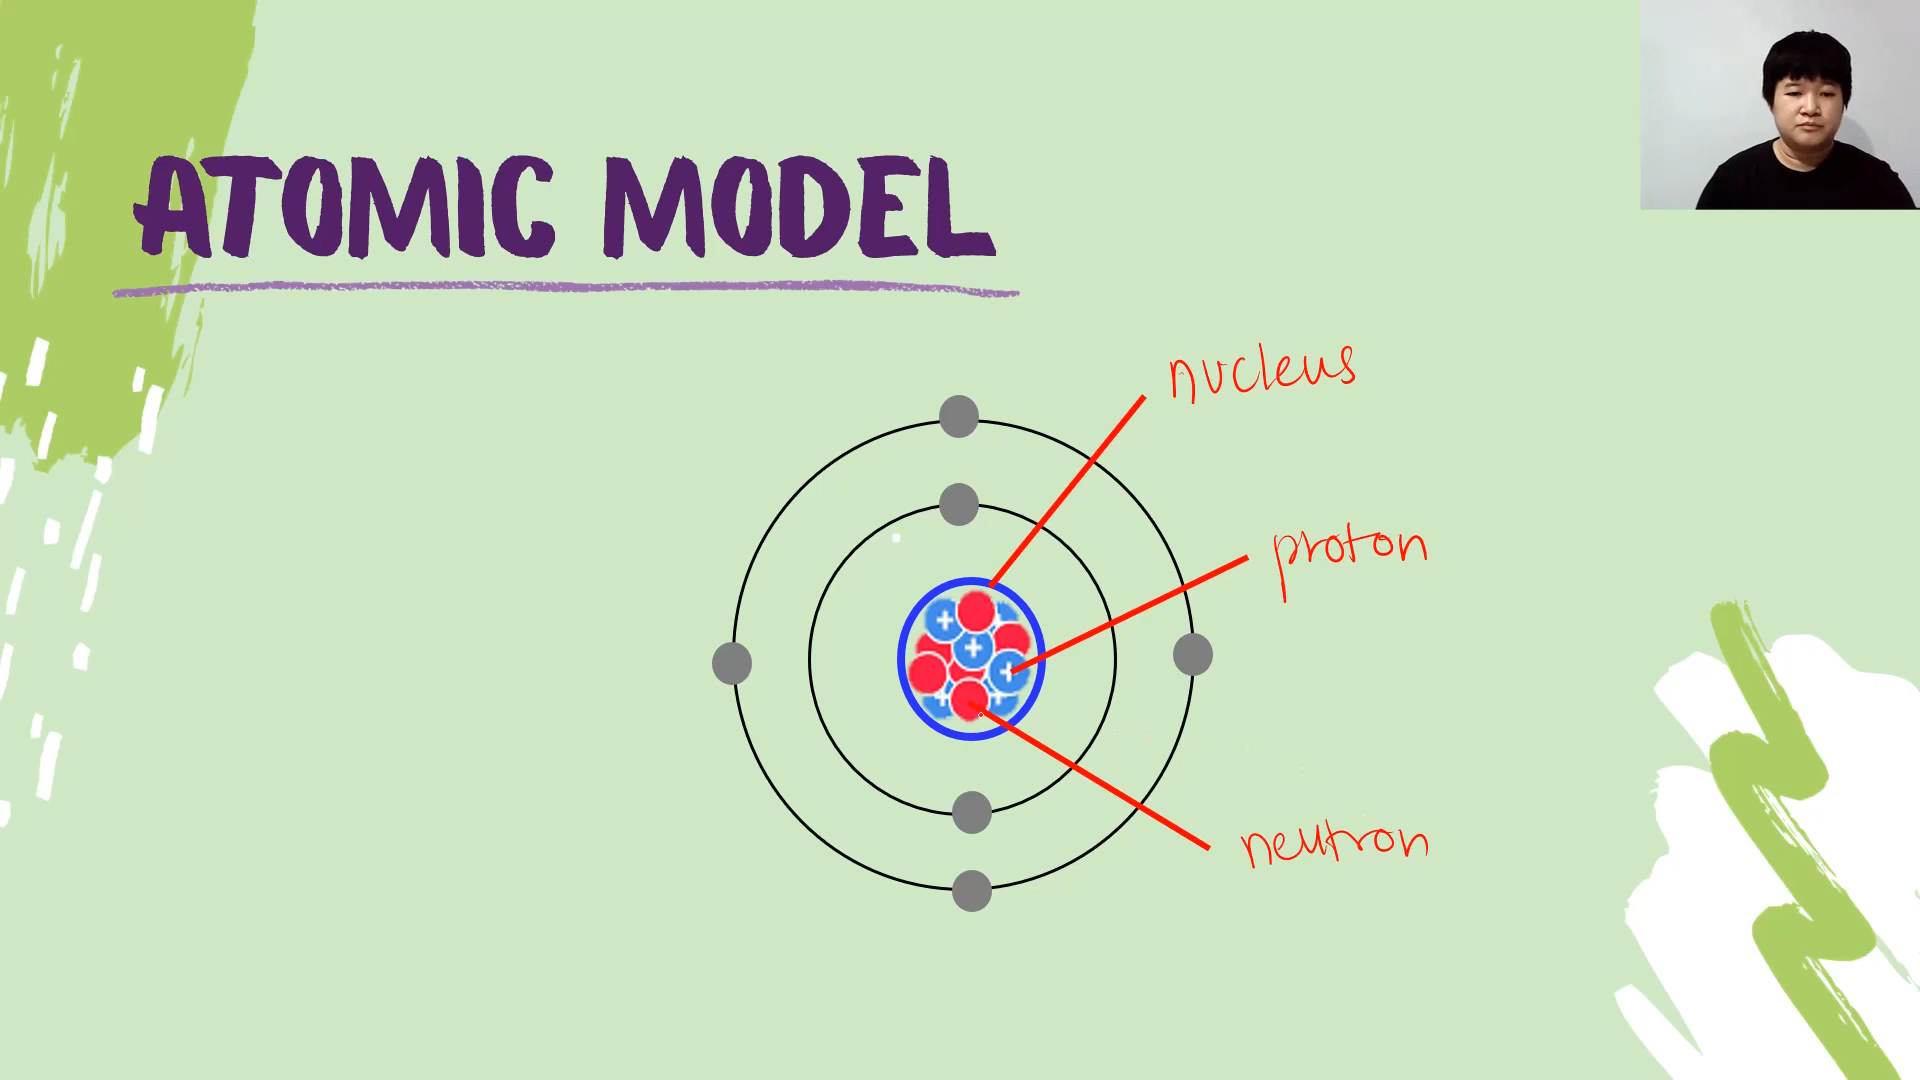 ATOMIC MODEL
nucleus
proton
+
+
+
+
+
neutron